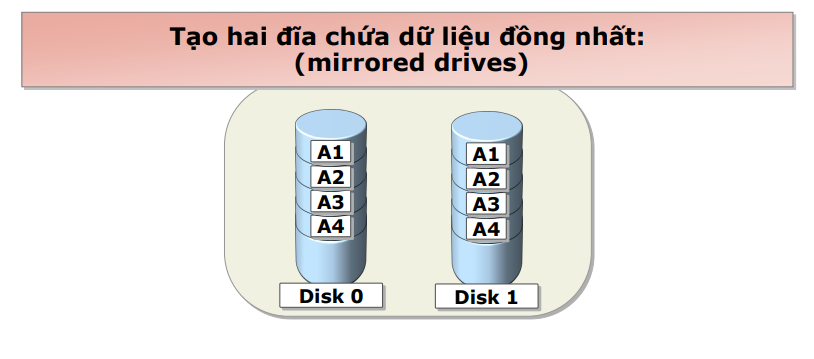 Tạo hai đĩa chứa dữ liệu đồng nhất:
(mirrored drives)
A1
A2
A3
A4
Disk 0
A1
A2
A3
A4
Disk 1